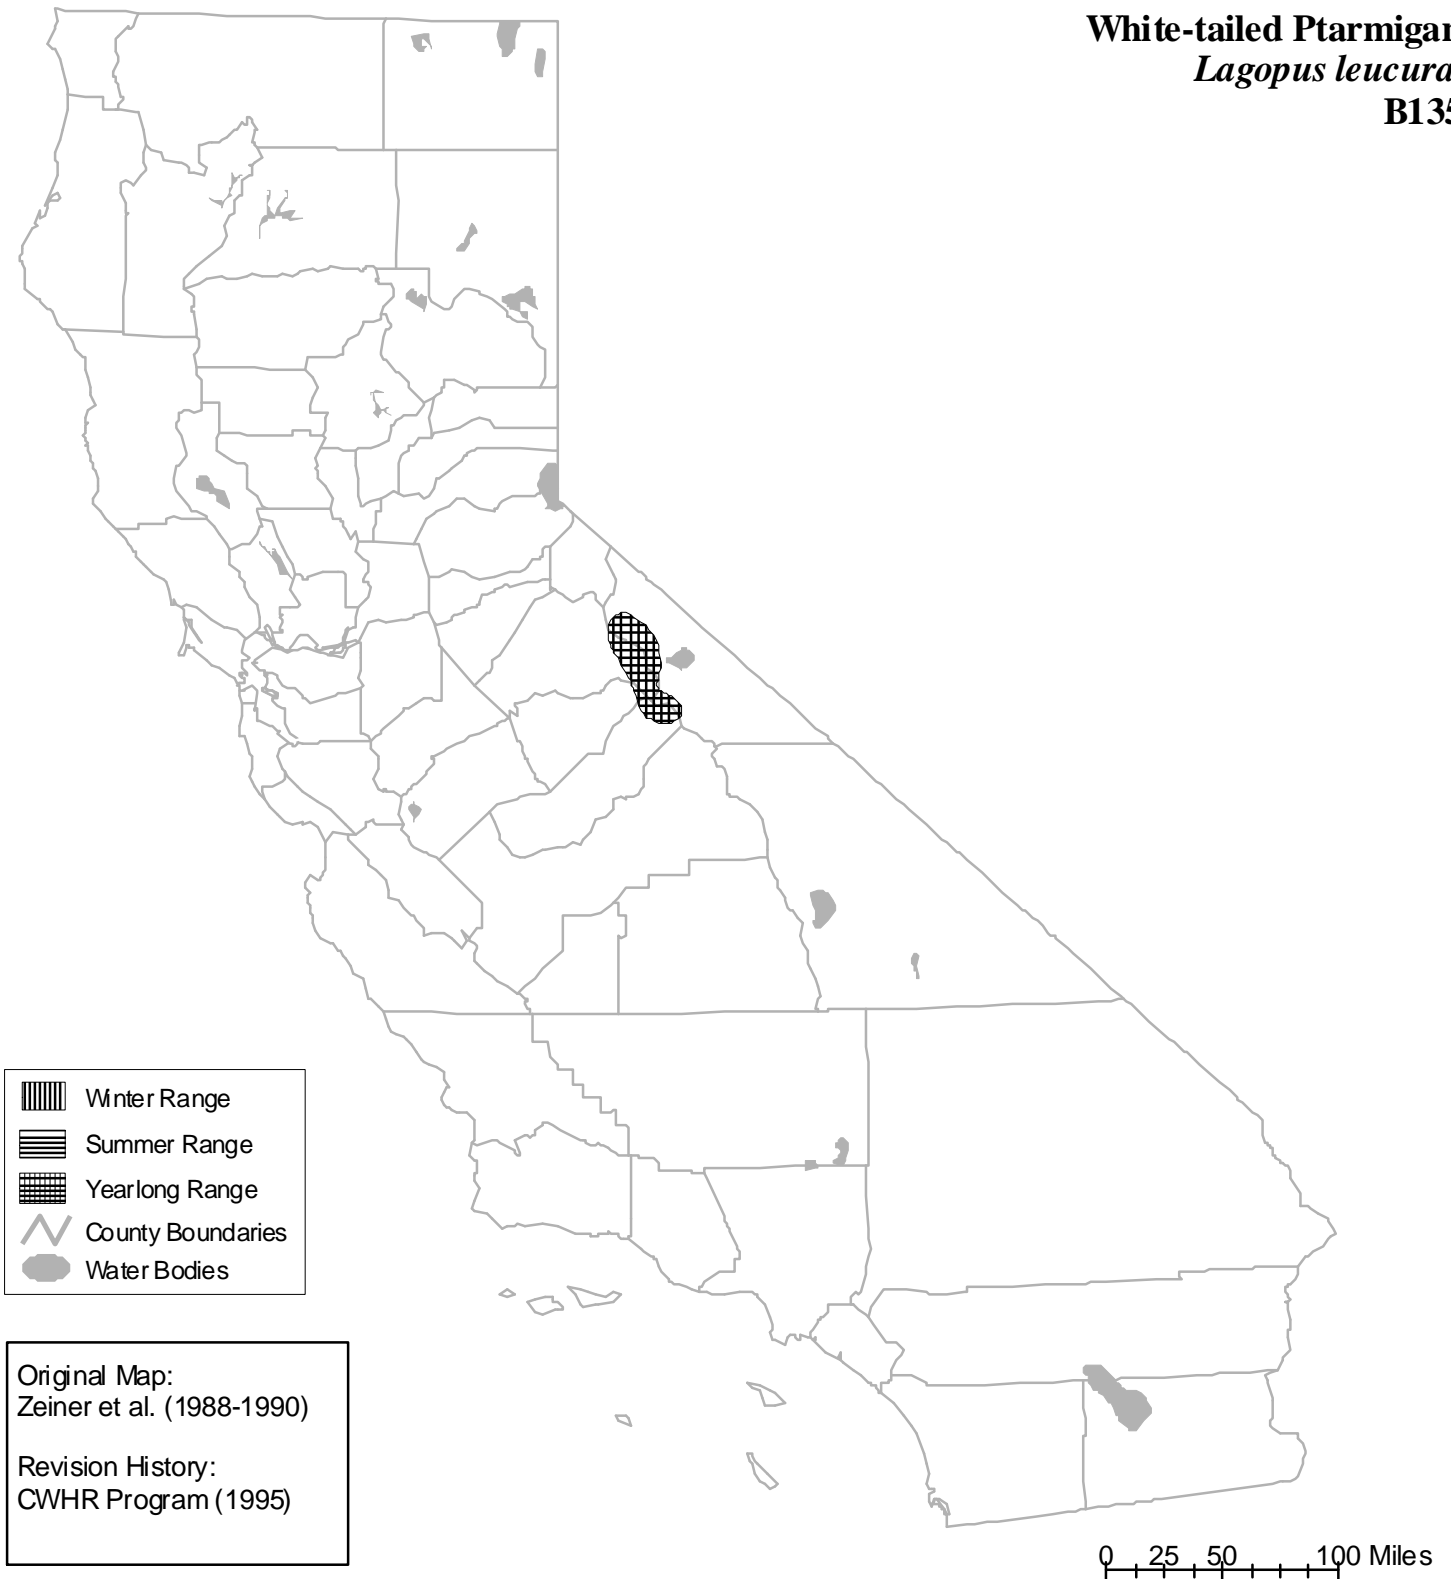 White-tailed Ptarmigan
Lagopus leucura
B135
Winter Range
Summer Range
Yearlong Range
County Boundaries
Water Bodies
Original Map:
Zeiner et al. (1988-1990)
Revision History:
CWHR Program (1995)
0 25 50 100 Miles